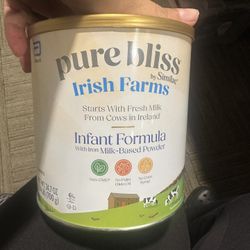 pure bliss
by Similac
Irish Farms
Starts With Fresh Milk
From Cows in Ireland
Infant Formula
With Iron Milk-Based Powder